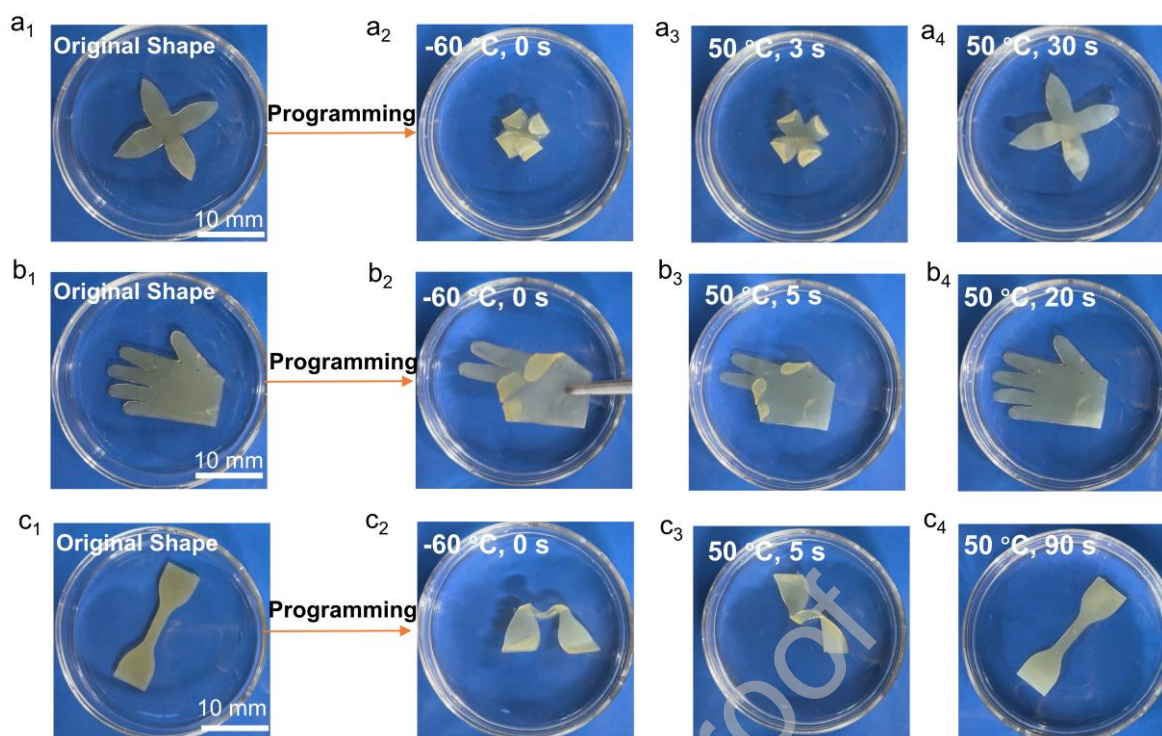 a1
Original Shape
10 mm
Programming
a2
-60 °C, 0 s
a3
50 °C, 3 s
a4
50 °C, 30 s
b1
Original Shape
10 mm
Programming
b2
-60 °C, 0 s
b3
50 °C, 5 s
b4
50 °C, 20 s
c1
Original Shape
10 mm
Programming
c2
-60 °C, 0 s
c3
50 °C, 5 s
c4
50 °C, 90 s